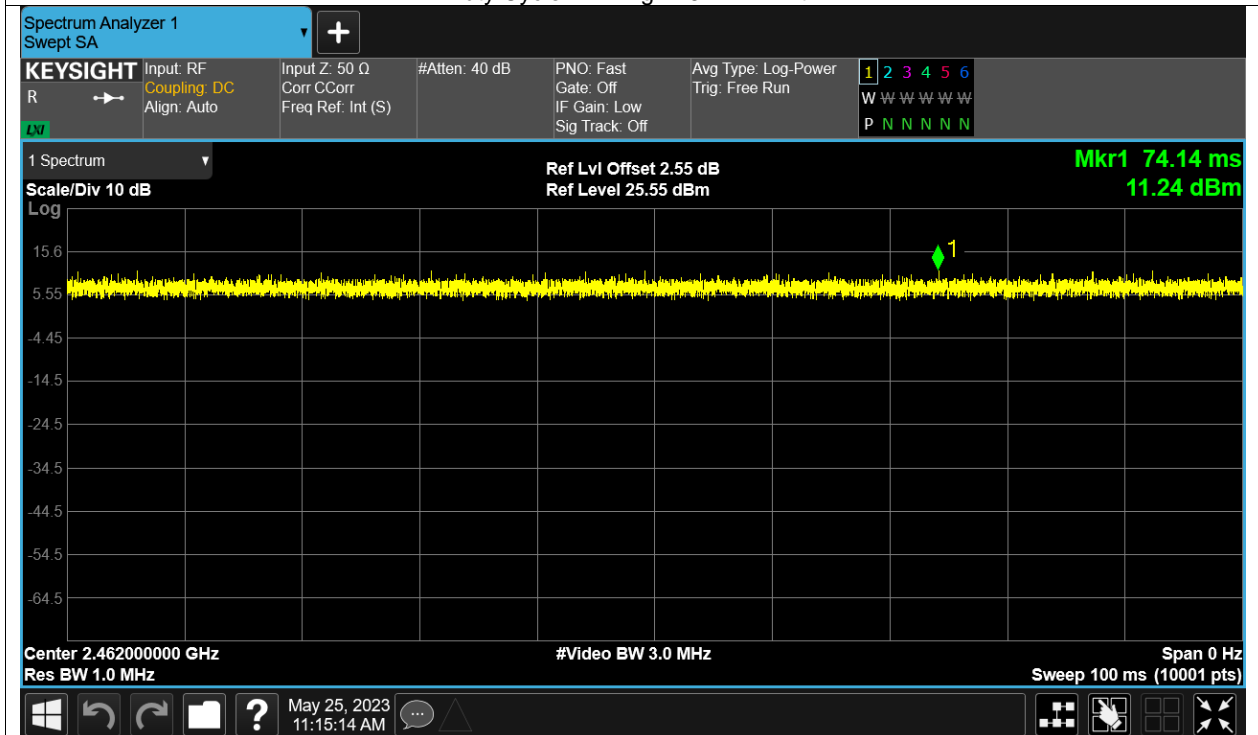 Spectrum Analyzer 1
Swept SA
+
KEYSIGHT
R
LXI
Input: RF
Coupling: DC
Align: Auto
Input Z: 50 Ω
Corr CCorr
Freq Ref: Int (S)
#Atten: 40 dB
PNO: Fast
Gate: Off
IF Gain: Low
Sig Track: Off
Avg Type: Log-Power
Trig: Free Run
1 2 3 4 5 6
W W W W W W
P N N N N N
1 Spectrum
Scale/Div 10 dB
Log
Ref Lvl Offset 2.55 dB
Ref Level 25.55 dBm
Mkr1 74.14 ms
11.24 dBm
1
15.6
5.55
-4.45
-14.5
-24.5
-34.5
-44.5
-54.5
-64.5
Center 2.462000000 GHz
Res BW 1.0 MHz
#Video BW 3.0 MHz
Span 0 Hz
Sweep 100 ms (10001 pts)
?
May 25, 2023
11:15:14 AM